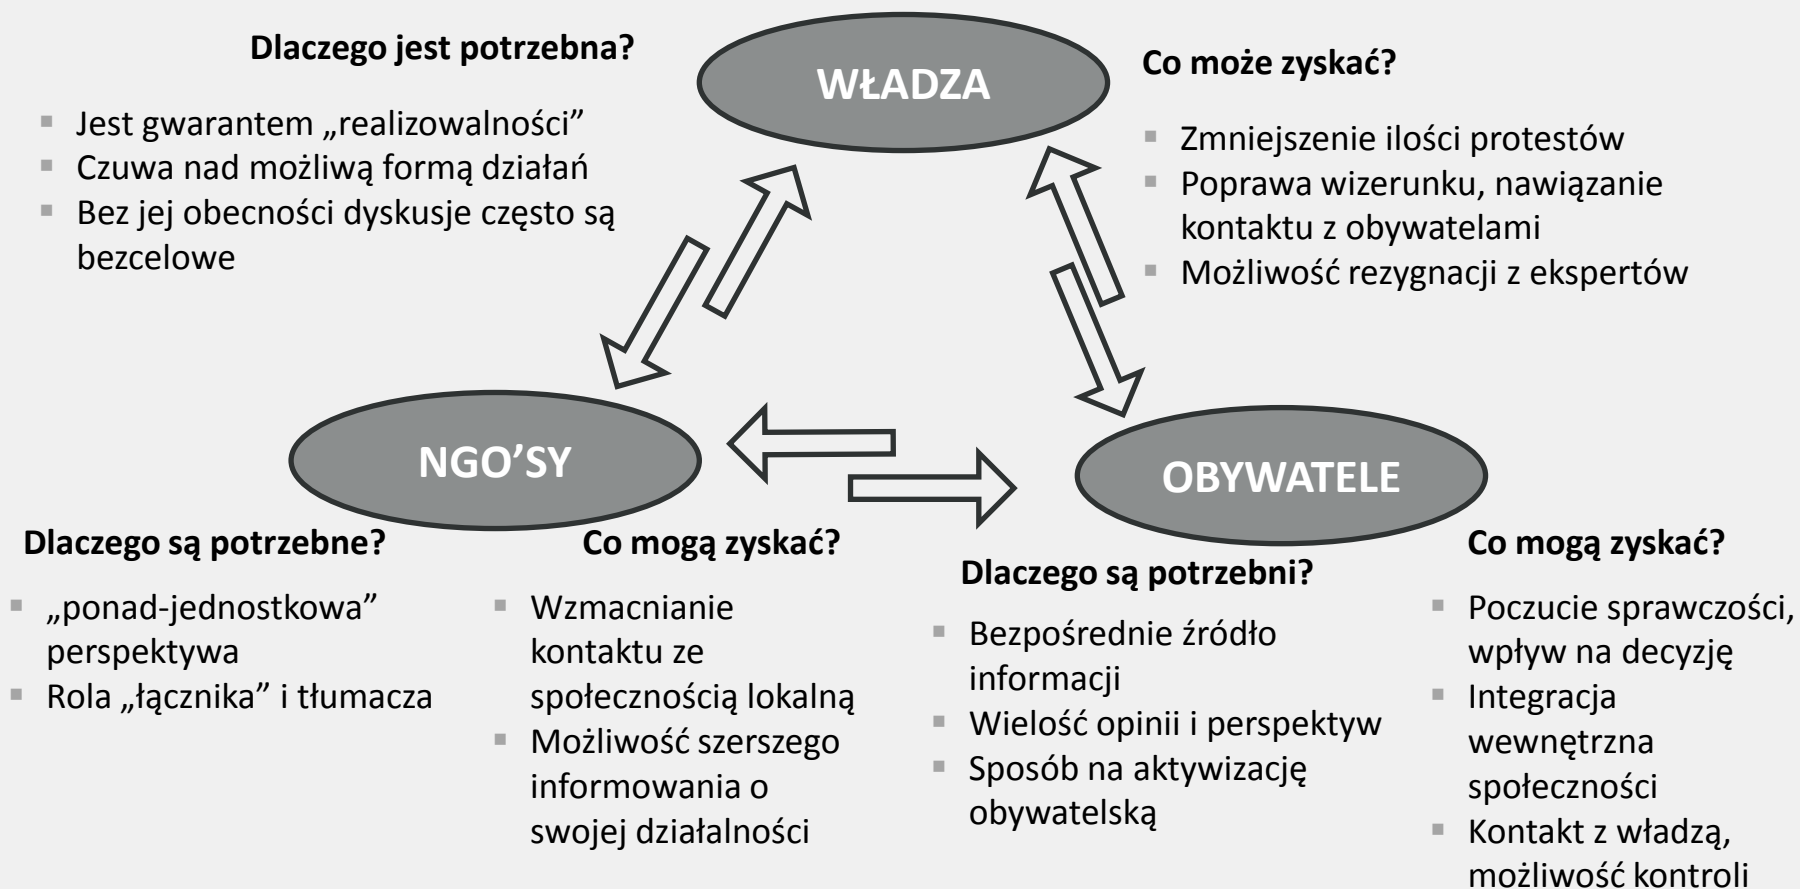 Dlaczego jest potrzebna?
Jest gwarantem „realizowalności”
Czuwa nad możliwą formą działań
Bez jej obecności dyskusje często są
bezcelowe
WŁADZA
Co może zyskać?
Zmniejszenie ilości protestów
Poprawa wizerunku, nawiązanie
kontaktu z obywatelami
Możliwość rezygnacji z ekspertów
NGO’SY
OBYWATELE
Dlaczego są potrzebne?
„ponad-jednostkowa”
perspektywa
Rola „łącznika” i tłumacza
Co mogą zyskać?
Wzmacnianie
kontaktu ze
społecznością lokalną
Możliwość szerszego
informowania o
swojej działalności
Dlaczego są potrzebni?
Bezpośrednie źródło
informacji
Wielość opinii i perspektyw
Sposób na aktywizację
obywatelską
Co mogą zyskać?
Poczucie sprawczości,
wpływ na decyzję
Integracja
wewnętrzna
społeczności
Kontakt z władzą,
możliwość kontroli